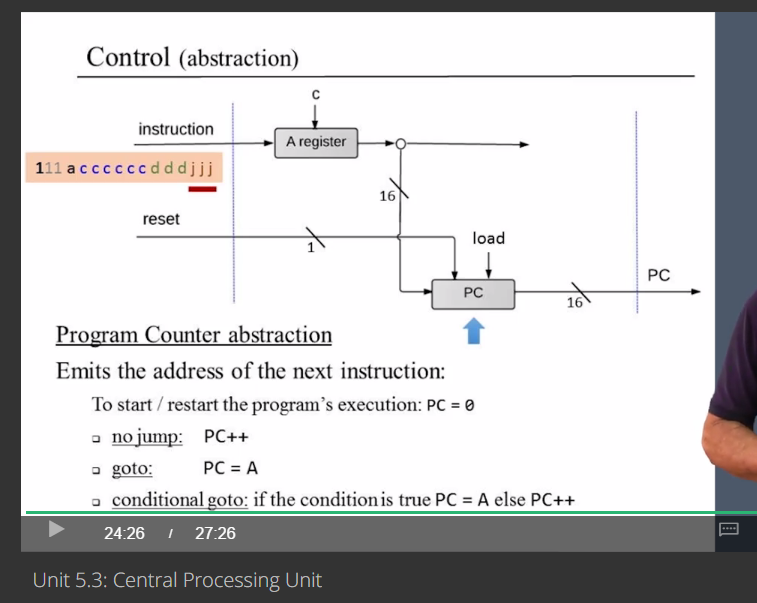 Control (abstraction)
c
instruction
A register
111 a c c c c c c d d d j j j
16
reset
load
1
PC
PC
16
Program Counter abstraction
Emits the address of the next instruction:
To start / restart the program's execution: PC = 0
no jump: PC++
goto: PC = A
conditional goto: if the condition is true PC = A else PC++
24:26 / 27:26
Unit 5.3: Central Processing Unit